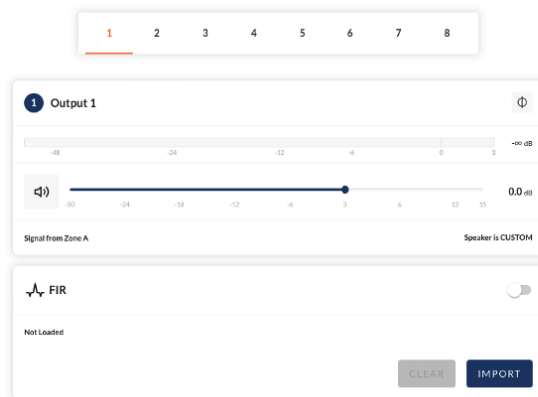 1 2 3 4 5 6 7 8
1 Output 1
-∞ dB
-48 -24 -12 -6 0 3
0.0 dB
-30 -24 -18 -12 -6 3 6 12 15
Signal from Zone A Speaker is CUSTOM
FIR
Not Loaded
CLEAR IMPORT